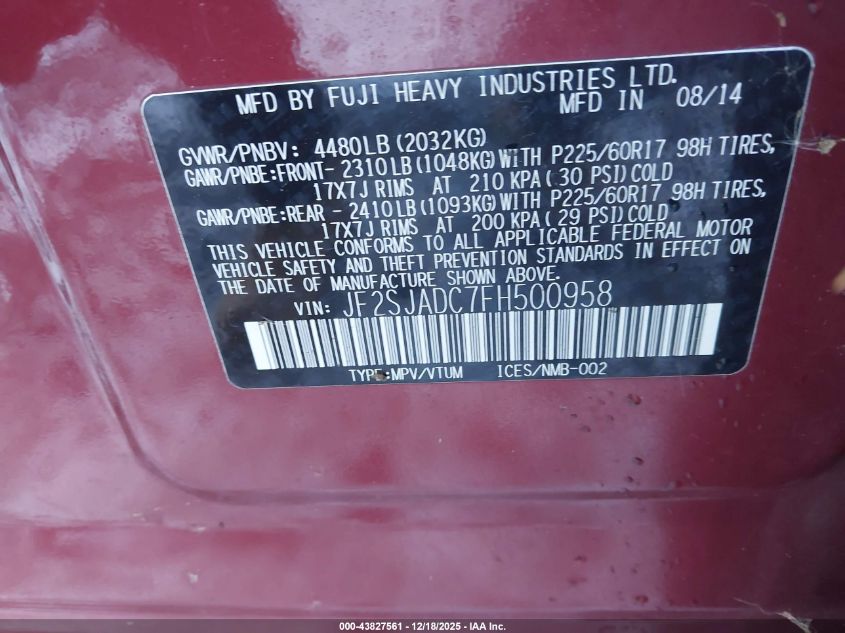 MFD BY FUJI HEAVY INDUSTRIES LTD.
MFD IN 08/14
GVWR/PNBV: 4480LB (2032KG)
GAWR/PNBE:FRONT- 2310LB (1048KG) WITH P225/60R17 98H TIRES,
17X7J RIMS AT 210 KPA( 30 PSI) COLD
GAWR/PNBE:REAR - 2410LB (1093KG) WITH P225/60R17 98H TIRES,
17X7J RIMS AT 200 KPA( 29 PSI) COLD
THIS VEHICLE CONFORMS TO ALL APPLICABLE FEDERAL MOTOR
VEHICLE SAFETY AND THEFT PREVENTION STANDARDS IN EFFECT ON
THE DATE OF MANUFACTURE SHOWN ABOVE.
VIN: JF2SJADC7FH500958
TYPE:MPV/VTUM ICES/NMB-002
000-43827561 - 12/18/2025 - IAA Inc.